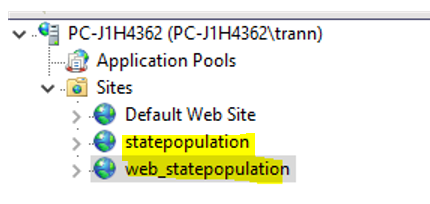 PC-J1H4362 (PC-J1H4362\trann)
Application Pools
Sites
Default Web Site
statepopulation
web_statepopulation